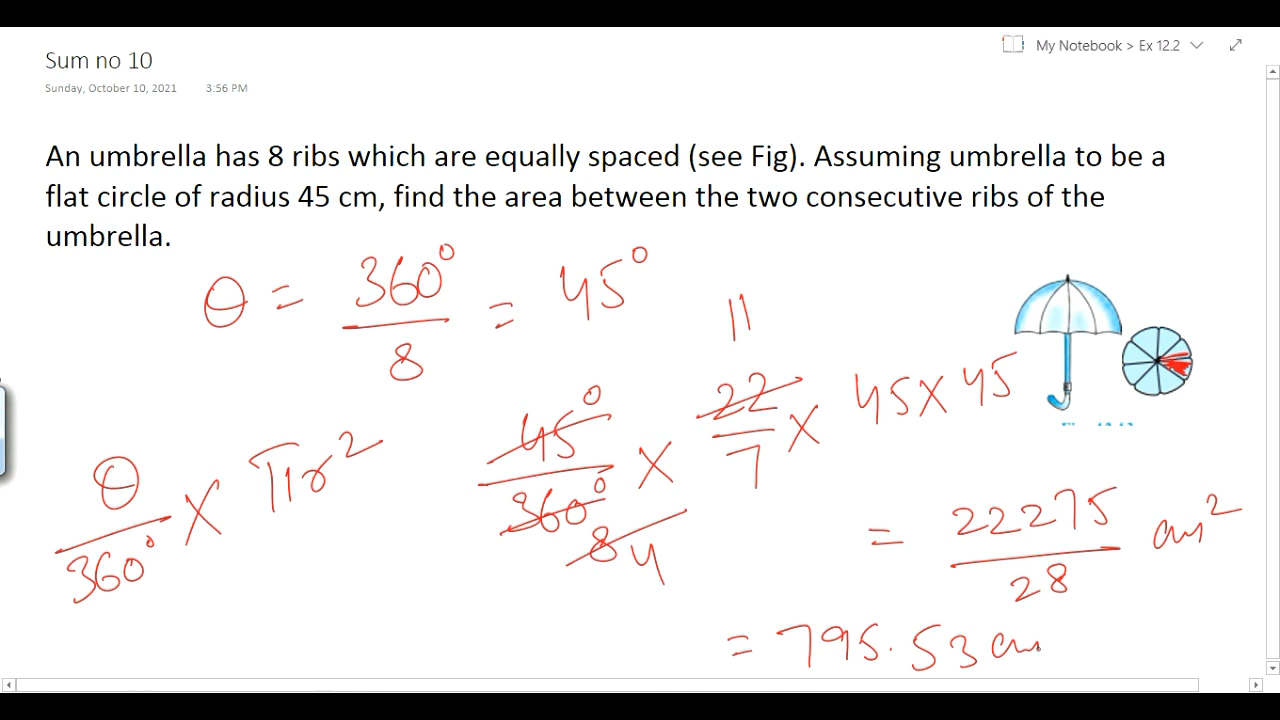 Sum no 10
My Notebook > Ex 12.2
Sunday, October 10, 2021 3:56 PM
An umbrella has 8 ribs which are equally spaced (see Fig). Assuming umbrella to be a
flat circle of radius 45 cm, find the area between the two consecutive ribs of the
umbrella.
θ = 360°/8 = 45°
11
θ/360° × πr²
45°/360° × 22/7 × 45 × 45
8 4
= 22275/28 cm²
= 795.53 cm